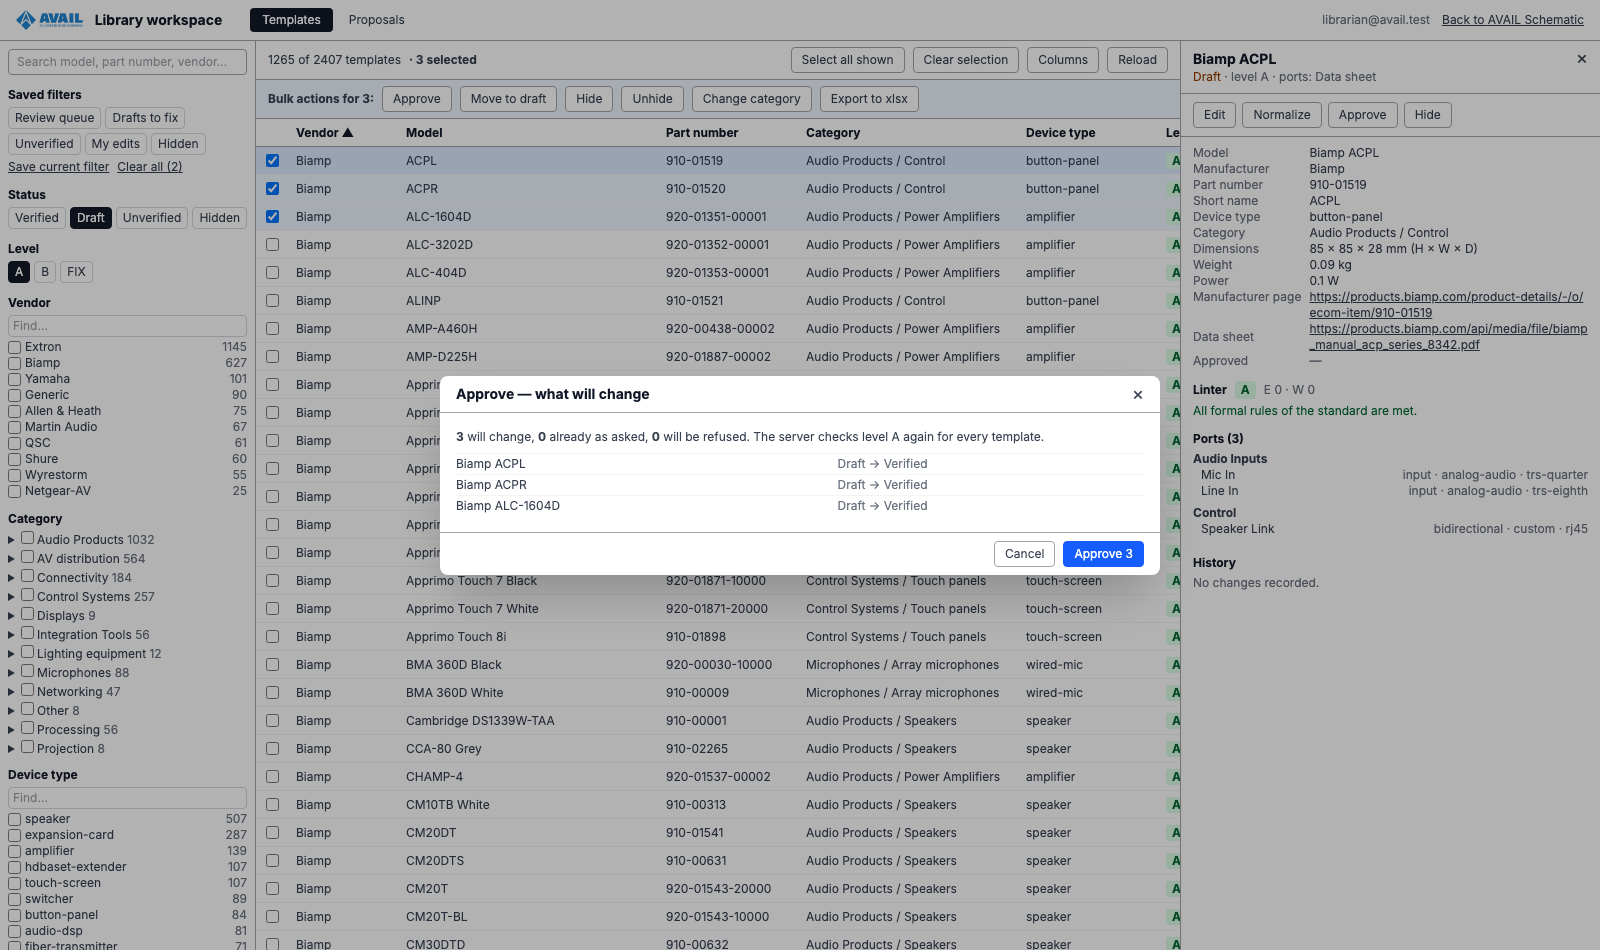 AVAIL
Library workspace
Templates
Proposals
librarian@avail.test
Back to AVAIL Schematic
Search model, part number, vendor...
Saved filters
Review queue
Drafts to fix
Unverified
My edits
Hidden
Save current filter
Clear all (2)
Status
Verified
Draft
Unverified
Hidden
Level
A
B
FIX
Vendor
Find...
Extron 1145
Biamp 627
Yamaha 101
Generic 90
Allen & Heath 75
Martin Audio 67
QSC 61
Shure 60
Wyrestorm 55
Netgear-AV 25
Category
Audio Products 1032
AV distribution 564
Connectivity 184
Control Systems 257
Displays 9
Integration Tools 56
Lighting equipment 12
Microphones 88
Networking 47
Other 8
Processing 56
Projection 8
Device type
Find...
speaker 507
expansion-card 287
amplifier 139
hdbaset-extender 107
touch-screen 107
switcher 89
button-panel 84
audio-dsp 81
fiber-transmitter 71
1265 of 2407 templates · 3 selected
Select all shown
Clear selection
Columns
Reload
Bulk actions for 3:
Approve
Move to draft
Hide
Unhide
Change category
Export to xlsx
Vendor ▲ Model Part number Category Device type Le
Biamp ACPL 910-01519 Audio Products / Control button-panel A
Biamp ACPR 910-01520 Audio Products / Control button-panel A
Biamp ALC-1604D 920-01351-00001 Audio Products / Power Amplifiers amplifier A
Biamp ALC-3202D 920-01352-00001 Audio Products / Power Amplifiers amplifier A
Biamp ALC-404D 920-01353-00001 Audio Products / Power Amplifiers amplifier A
Biamp ALINP 910-01521 Audio Products / Control button-panel A
Biamp AMP-A460H 920-00438-00002 Audio Products / Power Amplifiers amplifier A
Biamp AMP-D225H 920-01887-00002 Audio Products / Power Amplifiers amplifier A
Biamp Apprir
Biamp Apprir
Biamp Apprir
Biamp Apprir
Biamp Apprir
Biamp Apprir
Biamp Apprir
Biamp Apprimo Touch 7 Black 920-01871-10000 Control Systems / Touch panels touch-screen A
Biamp Apprimo Touch 7 White 920-01871-20000 Control Systems / Touch panels touch-screen A
Biamp Apprimo Touch 8i 910-01898 Control Systems / Touch panels touch-screen A
Biamp BMA 360D Black 920-00030-10000 Microphones / Array microphones wired-mic A
Biamp BMA 360D White 910-00009 Microphones / Array microphones wired-mic A
Biamp Cambridge DS1339W-TAA 910-00001 Audio Products / Speakers speaker A
Biamp CCA-80 Grey 910-02265 Audio Products / Speakers speaker A
Biamp CHAMP-4 920-01537-00002 Audio Products / Power Amplifiers amplifier A
Biamp CM10TB White 910-00313 Audio Products / Speakers speaker A
Biamp CM20DT 910-01541 Audio Products / Speakers speaker A
Biamp CM20DTS 910-00631 Audio Products / Speakers speaker A
Biamp CM20T 920-01543-20000 Audio Products / Speakers speaker A
Biamp CM20T-BL 920-01543-10000 Audio Products / Speakers speaker A
Biamp CM30DTD 910-00632 Audio Products / Speakers speaker A
Approve — what will change
×
3 will change, 0 already as asked, 0 will be refused. The server checks level A again for every template.
Biamp ACPL Draft → Verified
Biamp ACPR Draft → Verified
Biamp ALC-1604D Draft → Verified
Cancel
Approve 3
Biamp ACPL
×
Draft · level A · ports: Data sheet
Edit
Normalize
Approve
Hide
Model Biamp ACPL
Manufacturer Biamp
Part number 910-01519
Short name ACPL
Device type button-panel
Category Audio Products / Control
Dimensions 85 × 85 × 28 mm (H × W × D)
Weight 0.09 kg
Power 0.1 W
Manufacturer page https://products.biamp.com/product-details/-/o/
ecom-item/910-01519
Data sheet https://products.biamp.com/api/media/file/biamp
_manual_acp_series_8342.pdf
Approved —
Linter A E 0 · W 0
All formal rules of the standard are met.
Ports (3)
Audio Inputs
Mic In input · analog-audio · trs-quarter
Line In input · analog-audio · trs-eighth
Control
Speaker Link bidirectional · custom · rj45
History
No changes recorded.